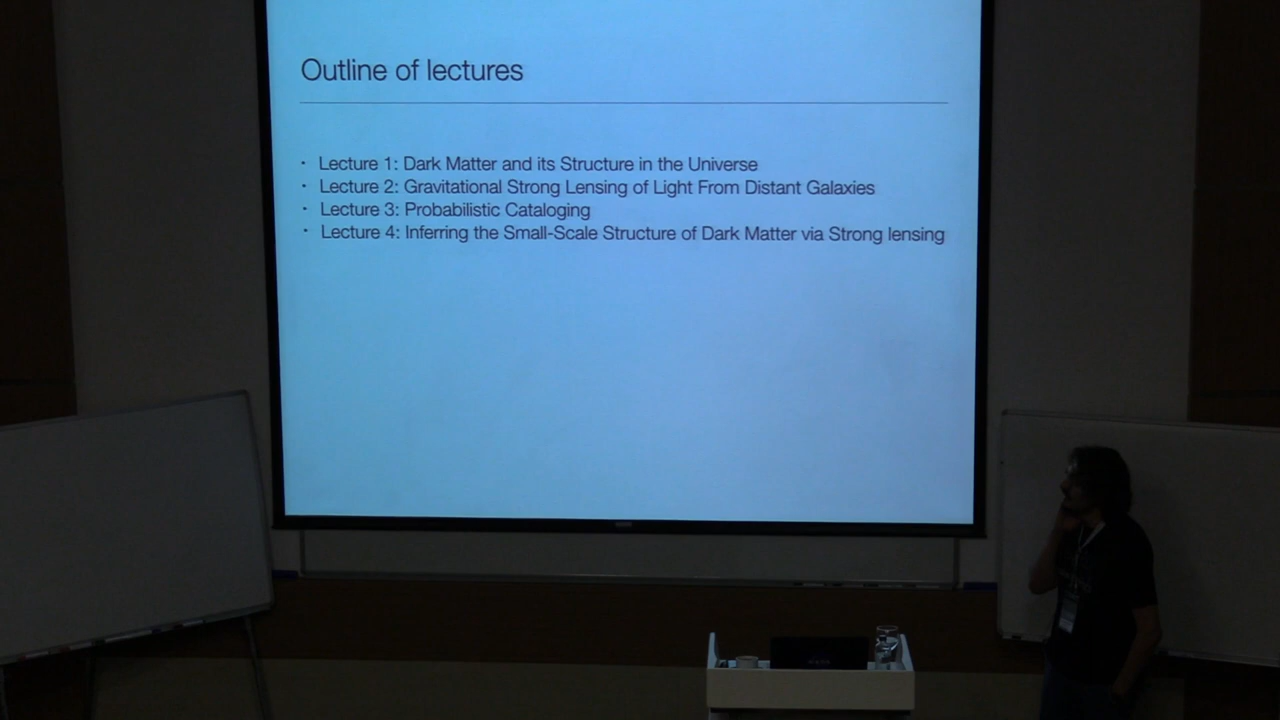 Outline of lectures
· Lecture 1: Dark Matter and its Structure in the Universe
· Lecture 2: Gravitational Strong Lensing of Light From Distant Galaxies
· Lecture 3: Probabilistic Cataloging
· Lecture 4: Inferring the Small-Scale Structure of Dark Matter via Strong lensing